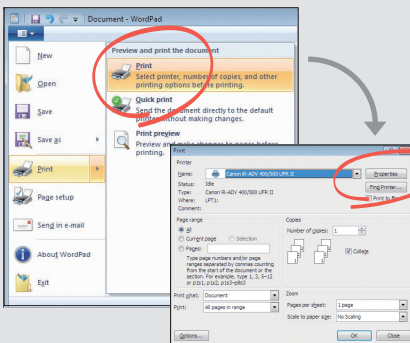 Document - WordPad
New
Open
Save
Save as
Print
Page setup
Send in e-mail
About WordPad
Exit
Preview and print the document
Print
Select printer, number of copies, and other
printing options before printing.
Quick print
Send the document directly to the default
printer without making changes.
Print preview
Preview and make changes to pages before
printing.
Print
Printer
Name:
Canon iR-ADV 400/500 UFR II
Properties
Status:
Idle
Find Printer...
Type:
Canon iR-ADV 400/500 UFR II
Print to file
Where:
LPT1:
Comment:
Page range
All
Current page
Selection
Pages:
Type page numbers and/or page
ranges separated by commas counting
from the start of the document or the
section. For example, type 1, 3, 5-12
or p1s1, p1s2, p1s3-p8s3
Copies
Number of copies:
1
Collate
Print what:
Document
Print:
All pages in range
Zoom
Pages per sheet:
1 page
Scale to paper size:
No Scaling
Options...
OK
Close